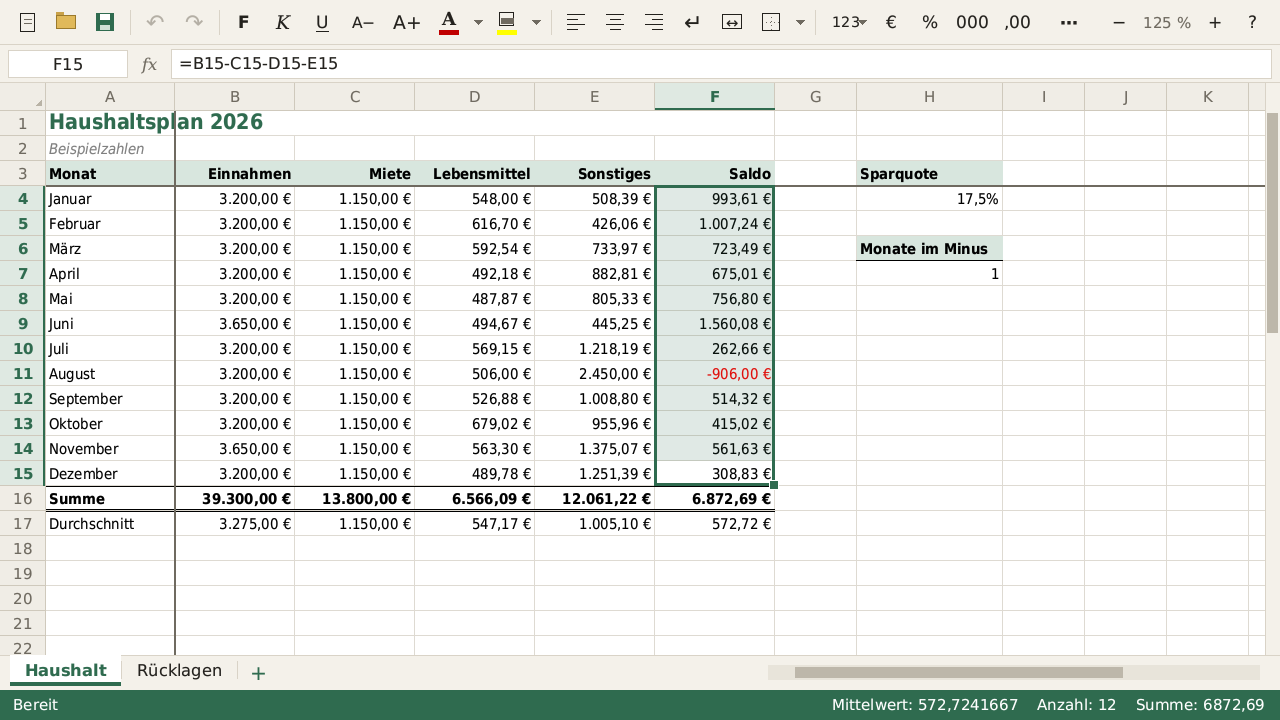 F K U A− A+ A 123 € % 000 ,00 ··· − 125 % + ?
F15 fx =B15-C15-D15-E15
A B C D E F G H I J K
1 Haushaltsplan 2026
2 Beispielzahlen
3 Monat Einnahmen Miete Lebensmittel Sonstiges Saldo Sparquote
4 Januar 3.200,00 € 1.150,00 € 548,00 € 508,39 € 993,61 € 17,5%
5 Februar 3.200,00 € 1.150,00 € 616,70 € 426,06 € 1.007,24 €
6 März 3.200,00 € 1.150,00 € 592,54 € 733,97 € 723,49 € Monate im Minus
7 April 3.200,00 € 1.150,00 € 492,18 € 882,81 € 675,01 € 1
8 Mai 3.200,00 € 1.150,00 € 487,87 € 805,33 € 756,80 €
9 Juni 3.650,00 € 1.150,00 € 494,67 € 445,25 € 1.560,08 €
10 Juli 3.200,00 € 1.150,00 € 569,15 € 1.218,19 € 262,66 €
11 August 3.200,00 € 1.150,00 € 506,00 € 2.450,00 € -906,00 €
12 September 3.200,00 € 1.150,00 € 526,88 € 1.008,80 € 514,32 €
13 Oktober 3.200,00 € 1.150,00 € 679,02 € 955,96 € 415,02 €
14 November 3.650,00 € 1.150,00 € 563,30 € 1.375,07 € 561,63 €
15 Dezember 3.200,00 € 1.150,00 € 489,78 € 1.251,39 € 308,83 €
16 Summe 39.300,00 € 13.800,00 € 6.566,09 € 12.061,22 € 6.872,69 €
17 Durchschnitt 3.275,00 € 1.150,00 € 547,17 € 1.005,10 € 572,72 €
18
19
20
21
22
Haushalt Rücklagen +
Bereit Mittelwert: 572,7241667 Anzahl: 12 Summe: 6872,69